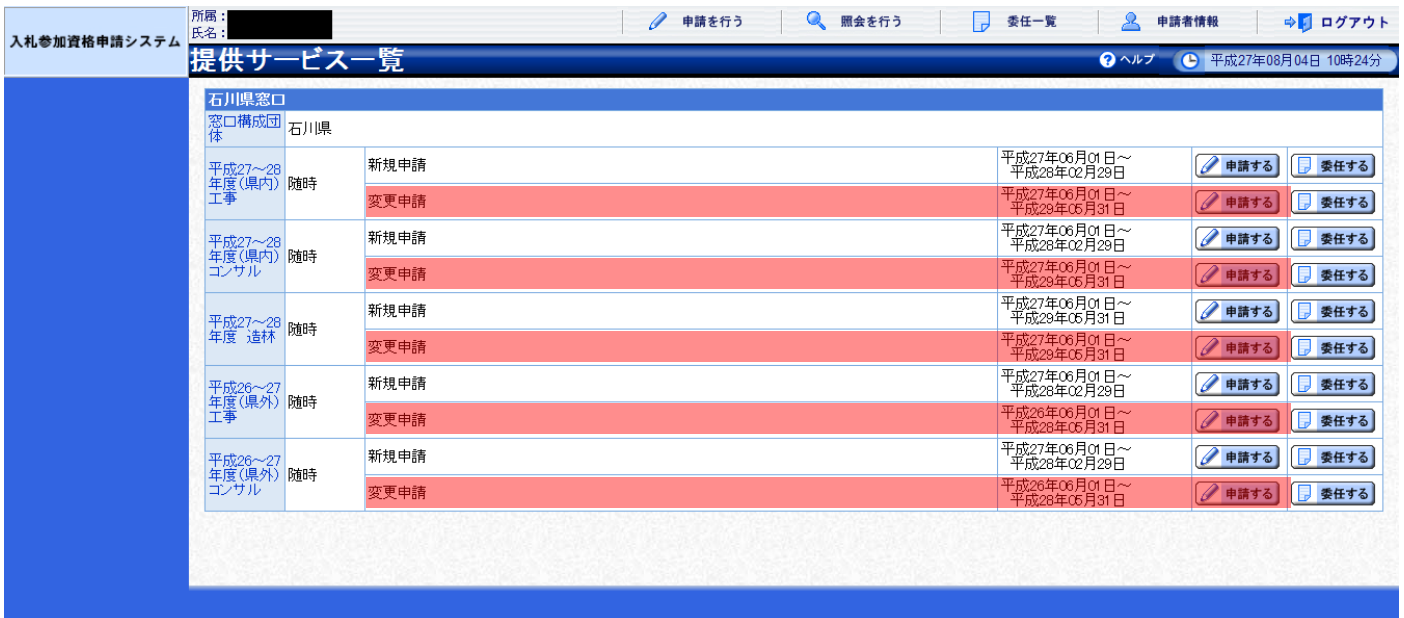 入札参加資格申請システム
所属：
氏名：
申請を行う
照会を行う
委任一覧
申請者情報
ログアウト
提供サービス一覧
ヘルプ
平成27年08月04日 10時24分
石川県窓口
窓口構成団
体
石川県
平成27～28
年度(県内)
工事
随時
新規申請
平成27年06月01日～
平成28年02月29日
申請する
委任する
変更申請
平成27年06月01日～
平成29年05月31日
申請する
委任する
平成27～28
年度(県内)
コンサル
随時
新規申請
平成27年06月01日～
平成28年02月29日
申請する
委任する
変更申請
平成27年06月01日～
平成29年05月31日
申請する
委任する
平成27～28
年度 造林
随時
新規申請
平成27年06月01日～
平成29年05月31日
申請する
委任する
変更申請
平成27年06月01日～
平成29年05月31日
申請する
委任する
平成26～27
年度(県外)
工事
随時
新規申請
平成27年06月01日～
平成28年02月29日
申請する
委任する
変更申請
平成26年06月01日～
平成28年05月31日
申請する
委任する
平成26～27
年度(県外)
コンサル
随時
新規申請
平成27年06月01日～
平成28年02月29日
申請する
委任する
変更申請
平成26年06月01日～
平成28年05月31日
申請する
委任する